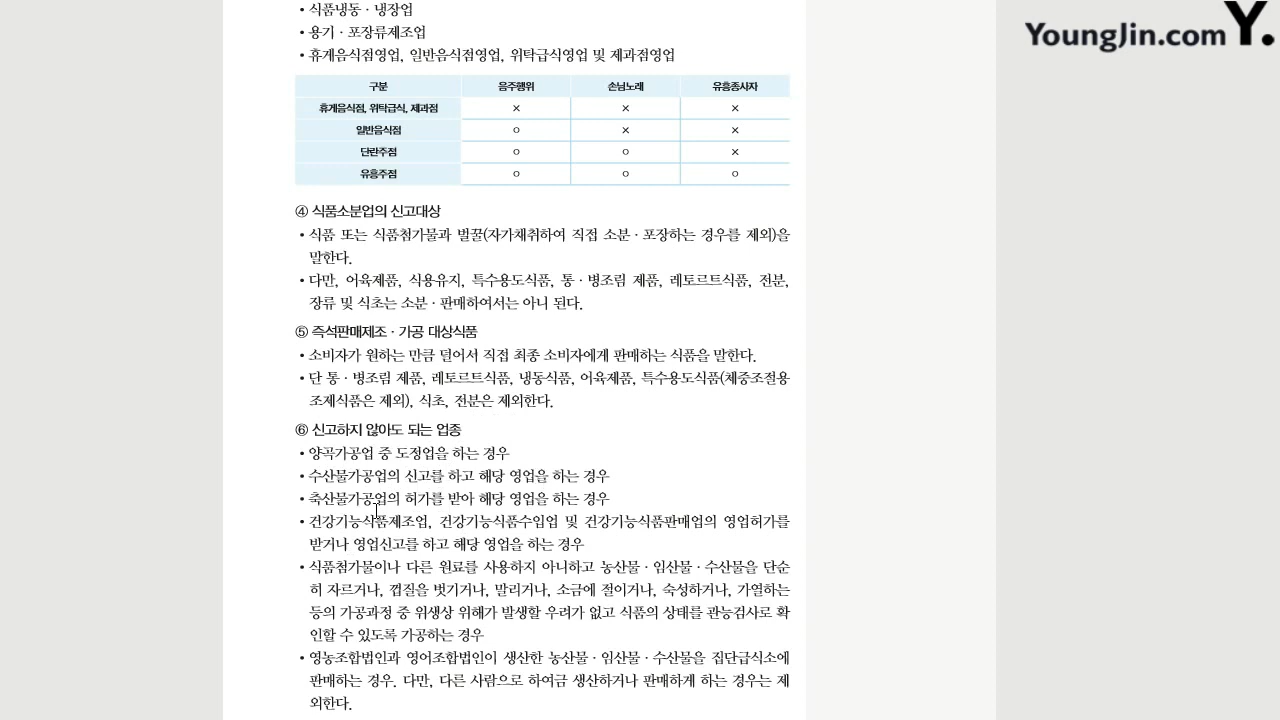 YoungJin.com Y.
• 식품냉동 · 냉장업
• 용기 · 포장류제조업
• 휴게음식점영업, 일반음식점영업, 위탁급식영업 및 제과점영업
구분 음주행위 손님노래 유흥종사자
휴게음식점, 위탁급식, 제과점 × × ×
일반음식점 ○ × ×
단란주점 ○ ○ ×
유흥주점 ○ ○ ○
④ 식품소분업의 신고대상
• 식품 또는 식품첨가물과 벌꿀(자가채취하여 직접 소분 · 포장하는 경우를 제외)을
말한다.
• 다만, 어육제품, 식용유지, 특수용도식품, 통 · 병조림 제품, 레토르트식품, 전분,
장류 및 식초는 소분 · 판매하여서는 아니 된다.
⑤ 즉석판매제조 · 가공 대상식품
• 소비자가 원하는 만큼 덜어서 직접 최종 소비자에게 판매하는 식품을 말한다.
• 단 통 · 병조림 제품, 레토르트식품, 냉동식품, 어육제품, 특수용도식품(체중조절용
조제식품은 제외), 식초, 전분은 제외한다.
⑥ 신고하지 않아도 되는 업종
• 양곡가공업 중 도정업을 하는 경우
• 수산물가공업의 신고를 하고 해당 영업을 하는 경우
• 축산물가공업의 허가를 받아 해당 영업을 하는 경우
• 건강기능식품제조업, 건강기능식품수입업 및 건강기능식품판매업의 영업허가를
받거나 영업신고를 하고 해당 영업을 하는 경우
• 식품첨가물이나 다른 원료를 사용하지 아니하고 농산물 · 임산물 · 수산물을 단순
히 자르거나, 껍질을 벗기거나, 말리거나, 소금에 절이거나, 숙성하거나, 가열하는
등의 가공과정 중 위생상 위해가 발생할 우려가 없고 식품의 상태를 관능검사로 확
인할 수 있도록 가공하는 경우
• 영농조합법인과 영어조합법인이 생산한 농산물 · 임산물 · 수산물을 집단급식소에
판매하는 경우. 다만, 다른 사람으로 하여금 생산하거나 판매하게 하는 경우는 제
외한다.